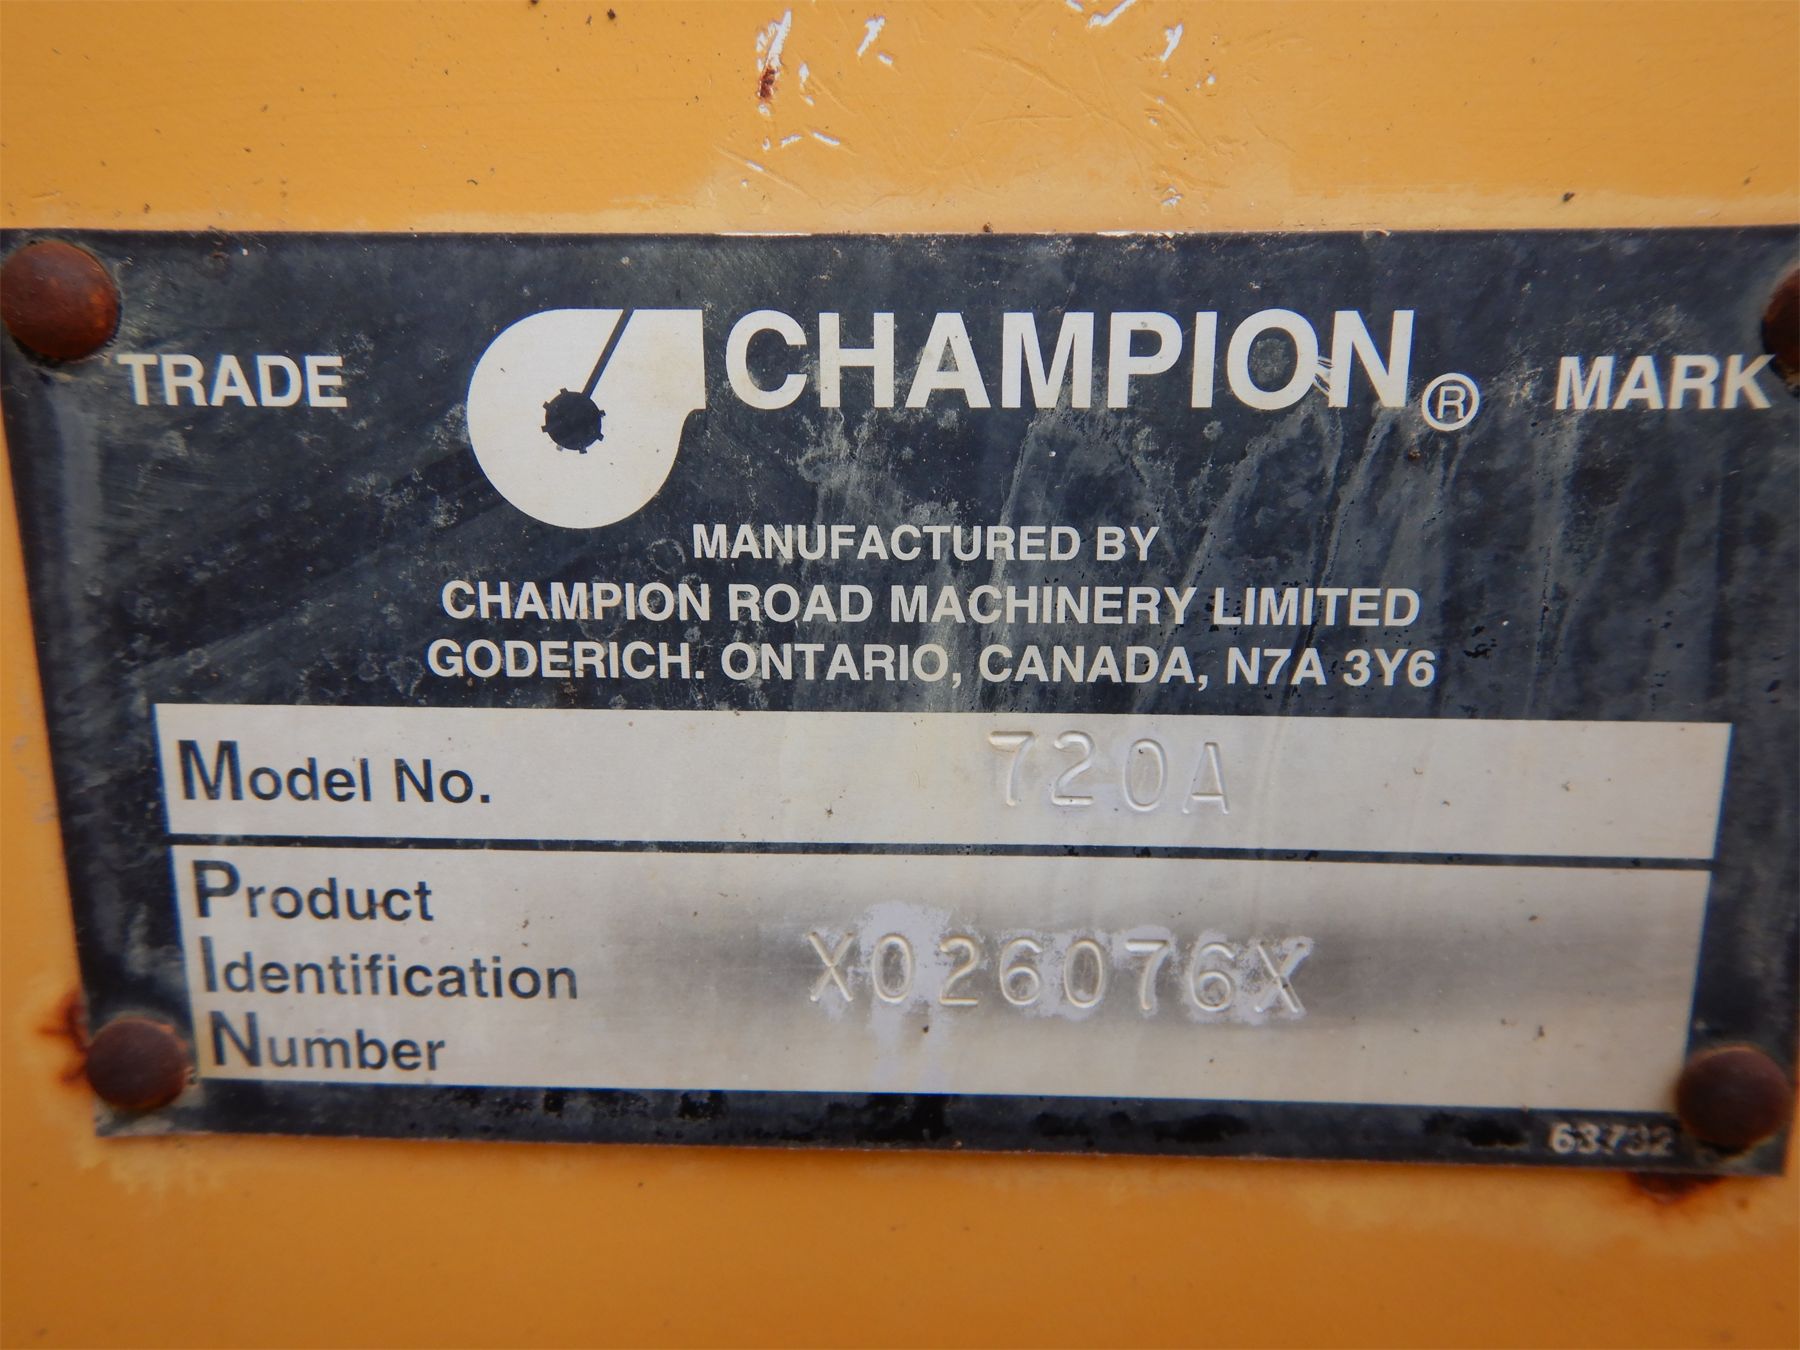 TRADE CHAMPION® MARK
MANUFACTURED BY
CHAMPION ROAD MACHINERY LIMITED
GODERICH. ONTARIO, CANADA, N7A 3Y6
Model No. 720A
Product
Identification X026076X
Number
63732